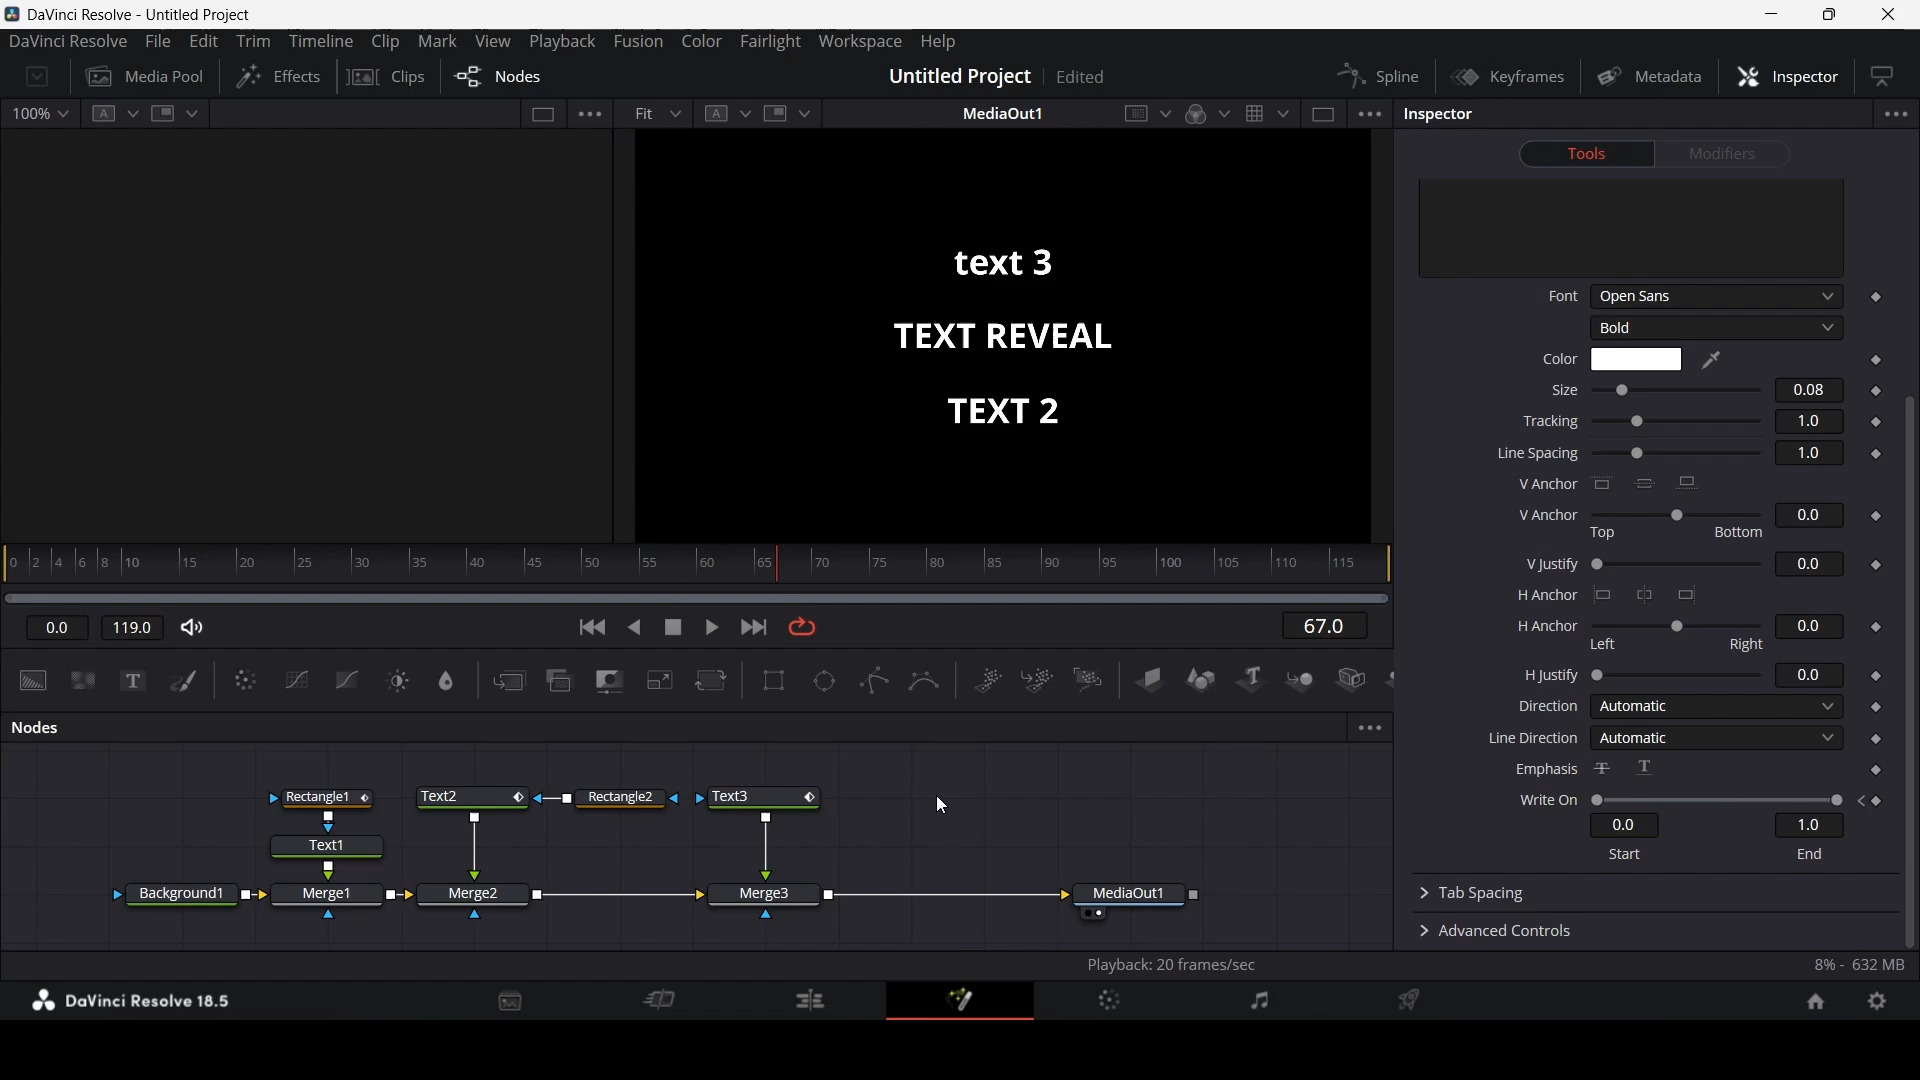 DaVinci Resolve - Untitled Project
DaVinci Resolve File Edit Trim Timeline Clip Mark View Playback Fusion Color Fairlight Workspace Help
Media Pool Effects Clips Nodes Untitled Project Edited Spline Keyframes Metadata Inspector
100% A Fit A MediaOut1 Inspector
Tools Modifiers
text 3
TEXT REVEAL
TEXT 2
Font Open Sans
Bold
Color
Size 0.08
Tracking 1.0
Line Spacing 1.0
V Anchor
V Anchor 0.0
Top Bottom
V Justify 0.0
H Anchor
H Anchor 0.0
Left Right
H Justify 0.0
Direction Automatic
Line Direction Automatic
Emphasis T T
Write On
0.0 1.0
Start End
Tab Spacing
Advanced Controls
0 2 4 6 8 10 15 20 25 30 35 40 45 50 55 60 65 70 75 80 85 90 95 100 105 110 115
0.0 119.0 67.0
T T
Nodes
Rectangle1 Text2 Rectangle2 Text3
Text1
Background1 Merge1 Merge2 Merge3 MediaOut1
Playback: 20 frames/sec 8% - 632 MB
DaVinci Resolve 18.5